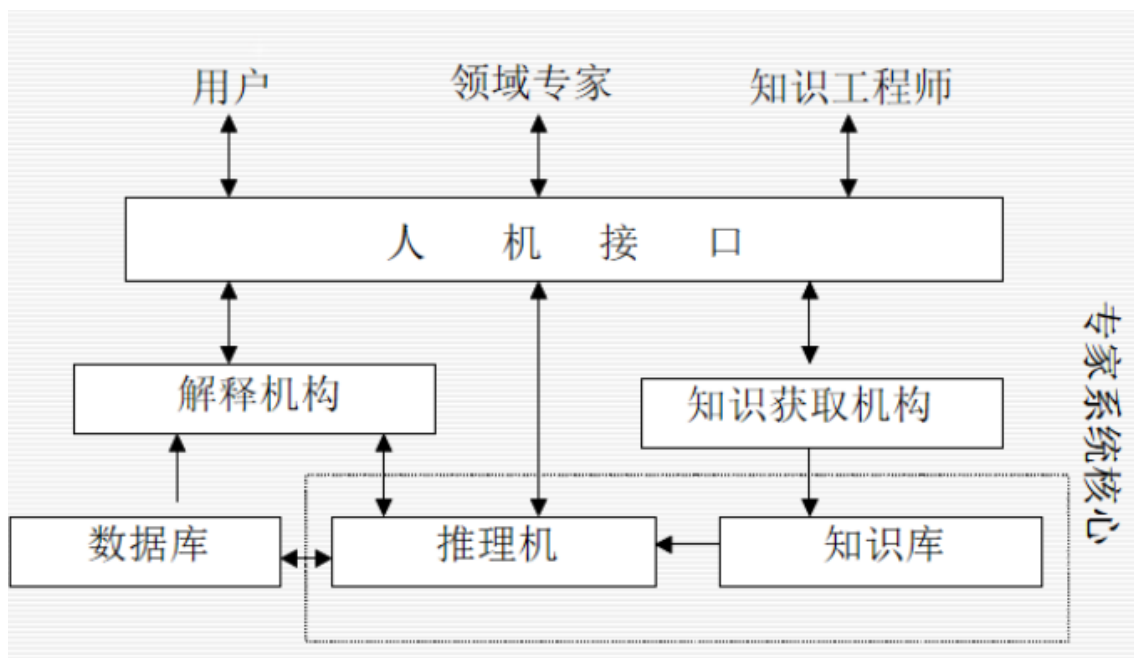 用户
领域专家
知识工程师
人 机 接 口
解释机构
知识获取机构
专家系统核心
数据库
推理机
知识库